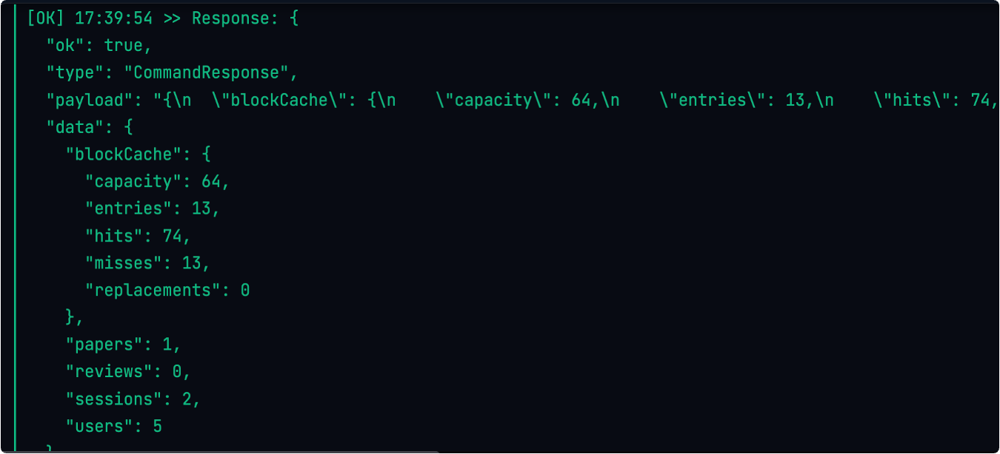 [OK] 17:39:54 >> Response: {
  "ok": true,
  "type": "CommandResponse",
  "payload": "{\n  \"blockCache\": {\n    \"capacity\": 64,\n    \"entries\": 13,\n    \"hits\": 74,
  "data": {
    "blockCache": {
      "capacity": 64,
      "entries": 13,
      "hits": 74,
      "misses": 13,
      "replacements": 0
    },
    "papers": 1,
    "reviews": 0,
    "sessions": 2,
    "users": 5
  }